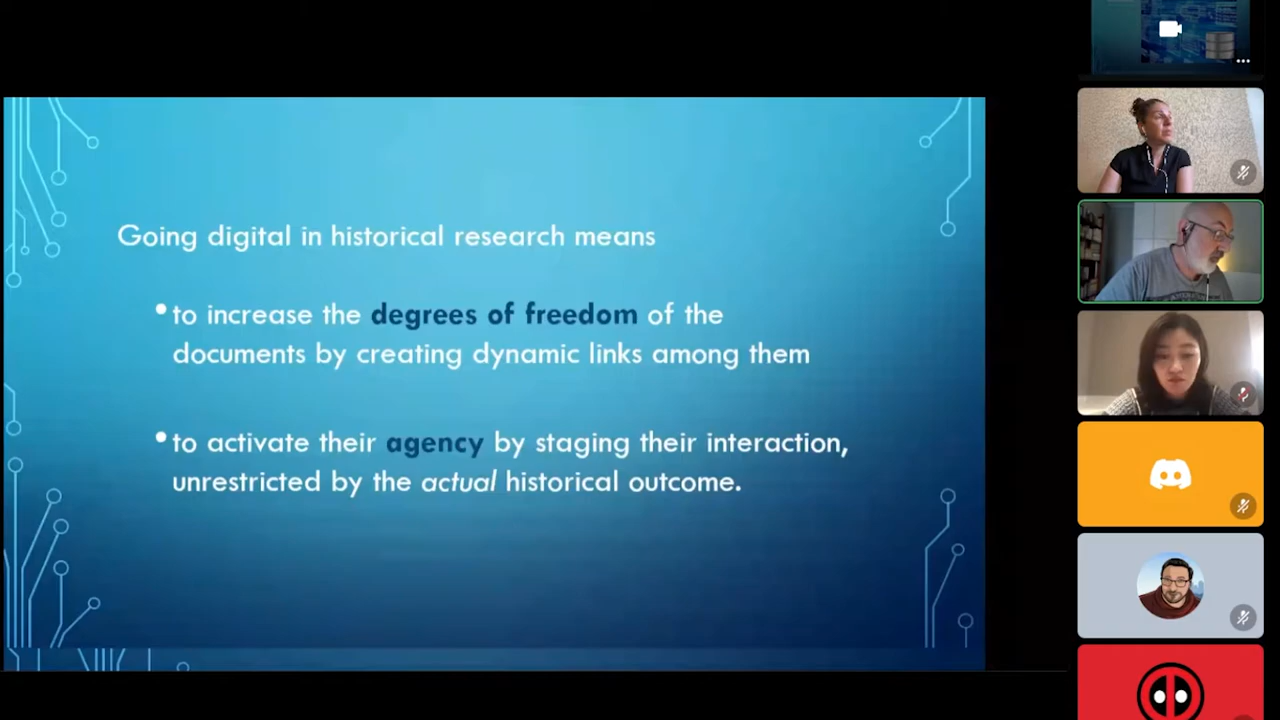 Going digital in historical research means
•to increase the degrees of freedom of the
documents by creating dynamic links among them
•to activate their agency by staging their interaction,
unrestricted by the actual historical outcome.